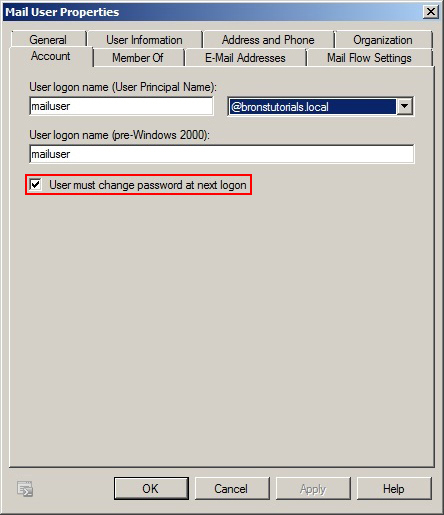 Mail User Properties
General
User Information
Address and Phone
Organization
Account
Member Of
E-Mail Addresses
Mail Flow Settings
User logon name (User Principal Name):
mailuser
@bronstutorials.local
User logon name (pre-Windows 2000):
mailuser
User must change password at next logon
OK
Cancel
Apply
Help